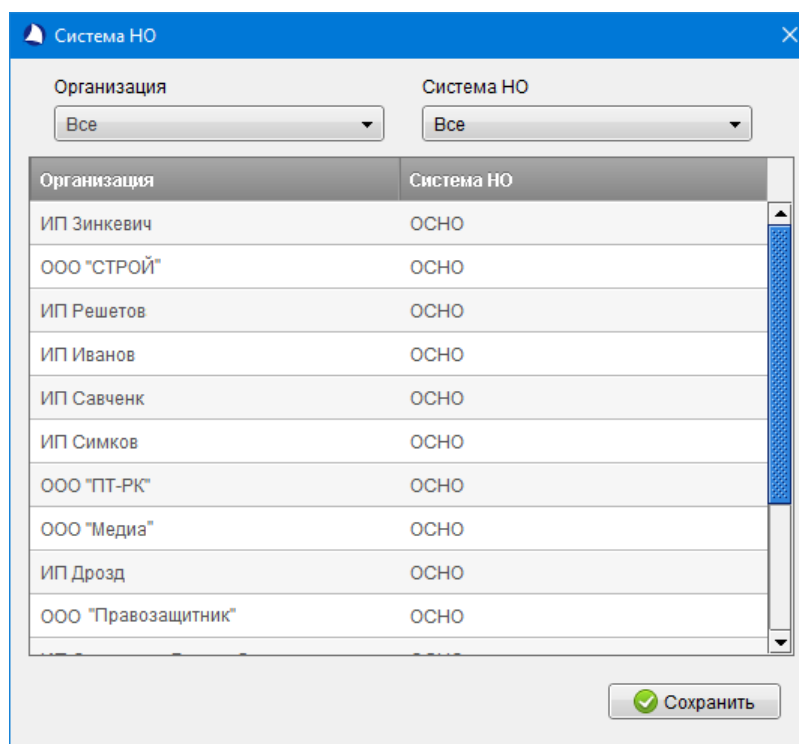 Система НО
Организация Система НО
Все Все
Организация Система НО
ИП Зинкевич ОСНО
ООО "СТРОЙ" ОСНО
ИП Решетов ОСНО
ИП Иванов ОСНО
ИП Савченк ОСНО
ИП Симков ОСНО
ООО "ПТ-РК" ОСНО
ООО "Медиа" ОСНО
ИП Дрозд ОСНО
ООО "Правозащитник" ОСНО
Сохранить